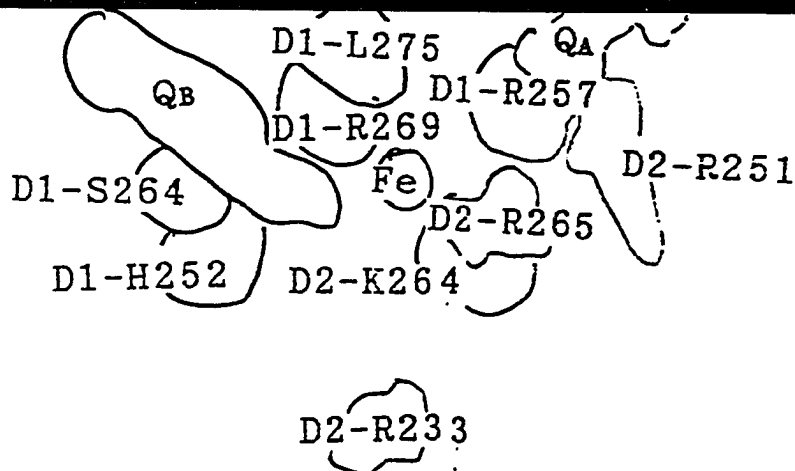 D1-L275
QA
QB
D1-R257
D1-R269
D2-R251
Fe
D1-S264
D2-R265
D1-H252
D2-K264
D2-R233